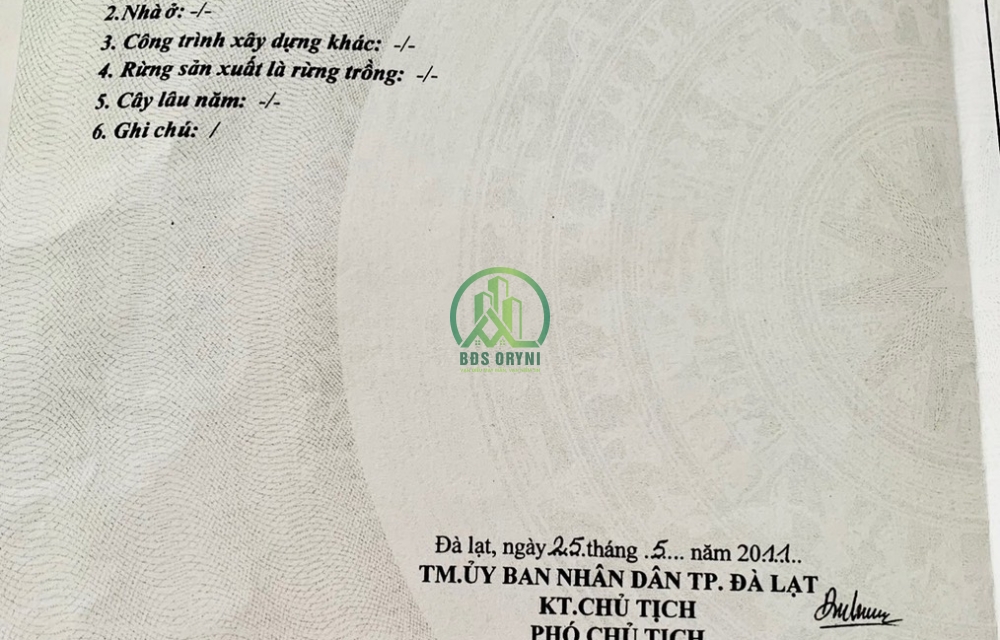 2.Nhà ở: -/-
3. Công trình xây dựng khác: -/-
4. Rừng sản xuất là rừng trồng: -/-
5. Cây lâu năm: -/-
6. Ghi chú: /
BĐS ORYNI
Đà lạt, ngày 25.tháng .5... năm 2011..
TM.ỦY BAN NHÂN DÂN TP. ĐÀ LẠT
KT.CHỦ TỊCH
PHÓ CHỦ TỊCH